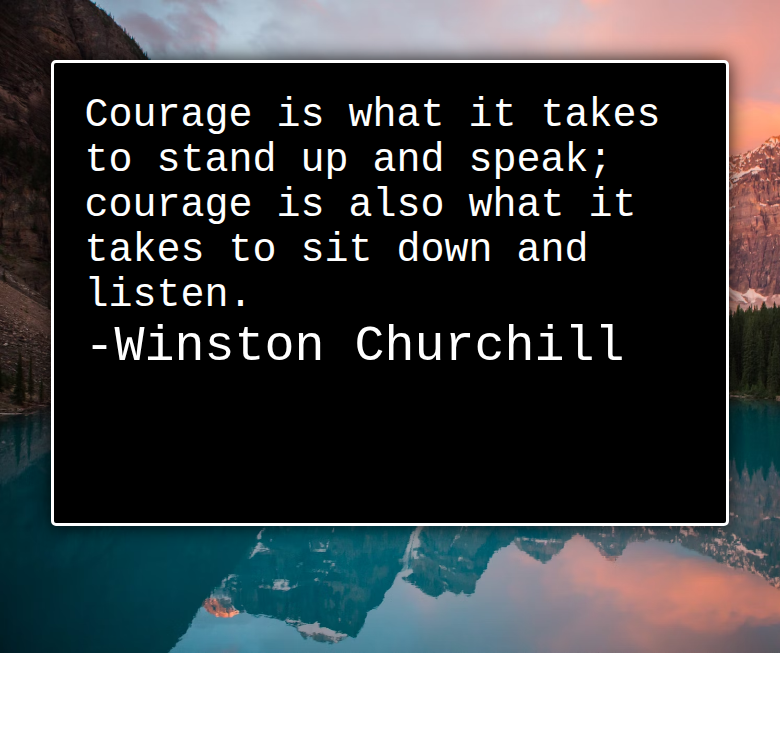 Courage is what it takes
to stand up and speak;
courage is also what it
takes to sit down and
listen.
-Winston Churchill